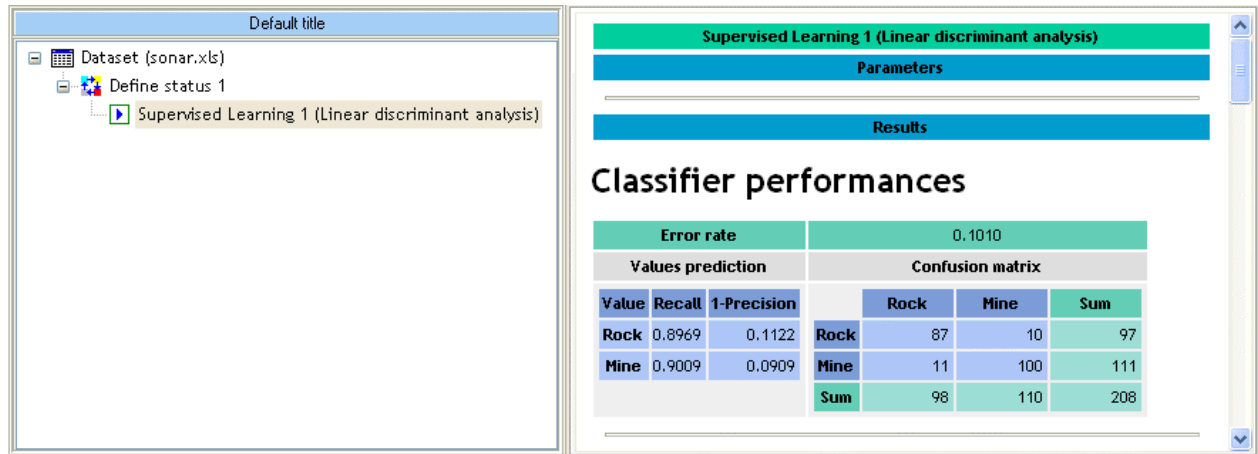 Default title
Dataset (sonar.xls)
Define status 1
Supervised Learning 1 (Linear discriminant analysis)
Supervised Learning 1 (Linear discriminant analysis)
Parameters
Results
Classifier performances
Error rate 0.1010
Values prediction Confusion matrix
Value Recall 1-Precision Rock Mine Sum
Rock 0.8969 0.1122 Rock 87 10 97
Mine 0.9009 0.0909 Mine 11 100 111
Sum 98 110 208